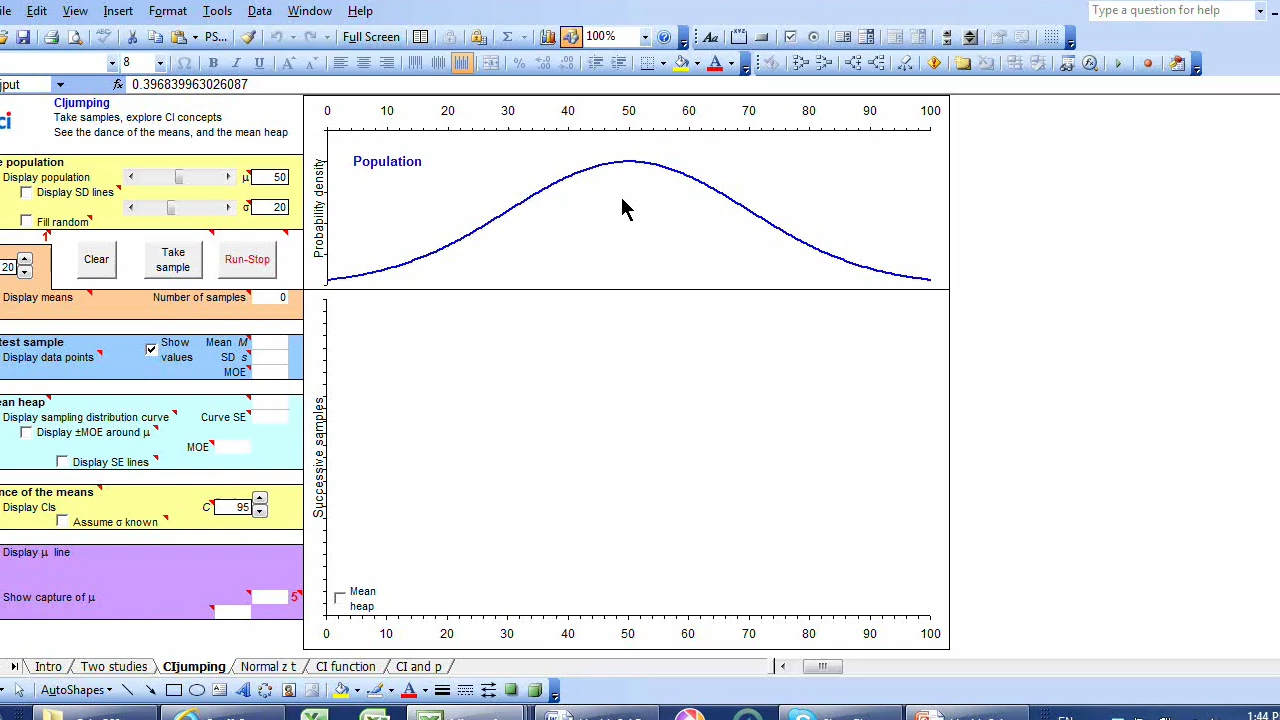 ile Edit View Insert Format Tools Data Window Help Type a question for help
PS... Full Screen Σ 100% Aa
8 B I U A A % A
jput fx 0.396839963026087
CIjumping
Take samples, explore CI concepts
ci See the dance of the means, and the mean heap
e population
Display population μ 50
Display SD lines
σ 20
Fill random
20 Clear Take sample Run-Stop
Display means Number of samples 0
test sample Show values Mean M
Display data points SD s
MOE
ean heap
Display sampling distribution curve Curve SE
Display ±MOE around μ
MOE
Display SE lines
nce of the means
Display CIs C 95
Assume σ known
Display μ line
Show capture of μ 5
0 10 20 30 40 50 60 70 80 90 100
Population
Probability density
Successive samples
Mean
heap
0 10 20 30 40 50 60 70 80 90 100
Intro Two studies CIjumping Normal z t CI function CI and p
AutoShapes A A
EN 1:44 P